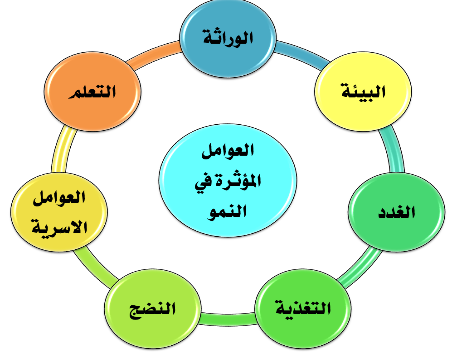 العوامل
المؤثرة في
النمو
الوراثة
البيئة
الغدد
التغذية
النضج
العوامل
الاسرية
التعلم